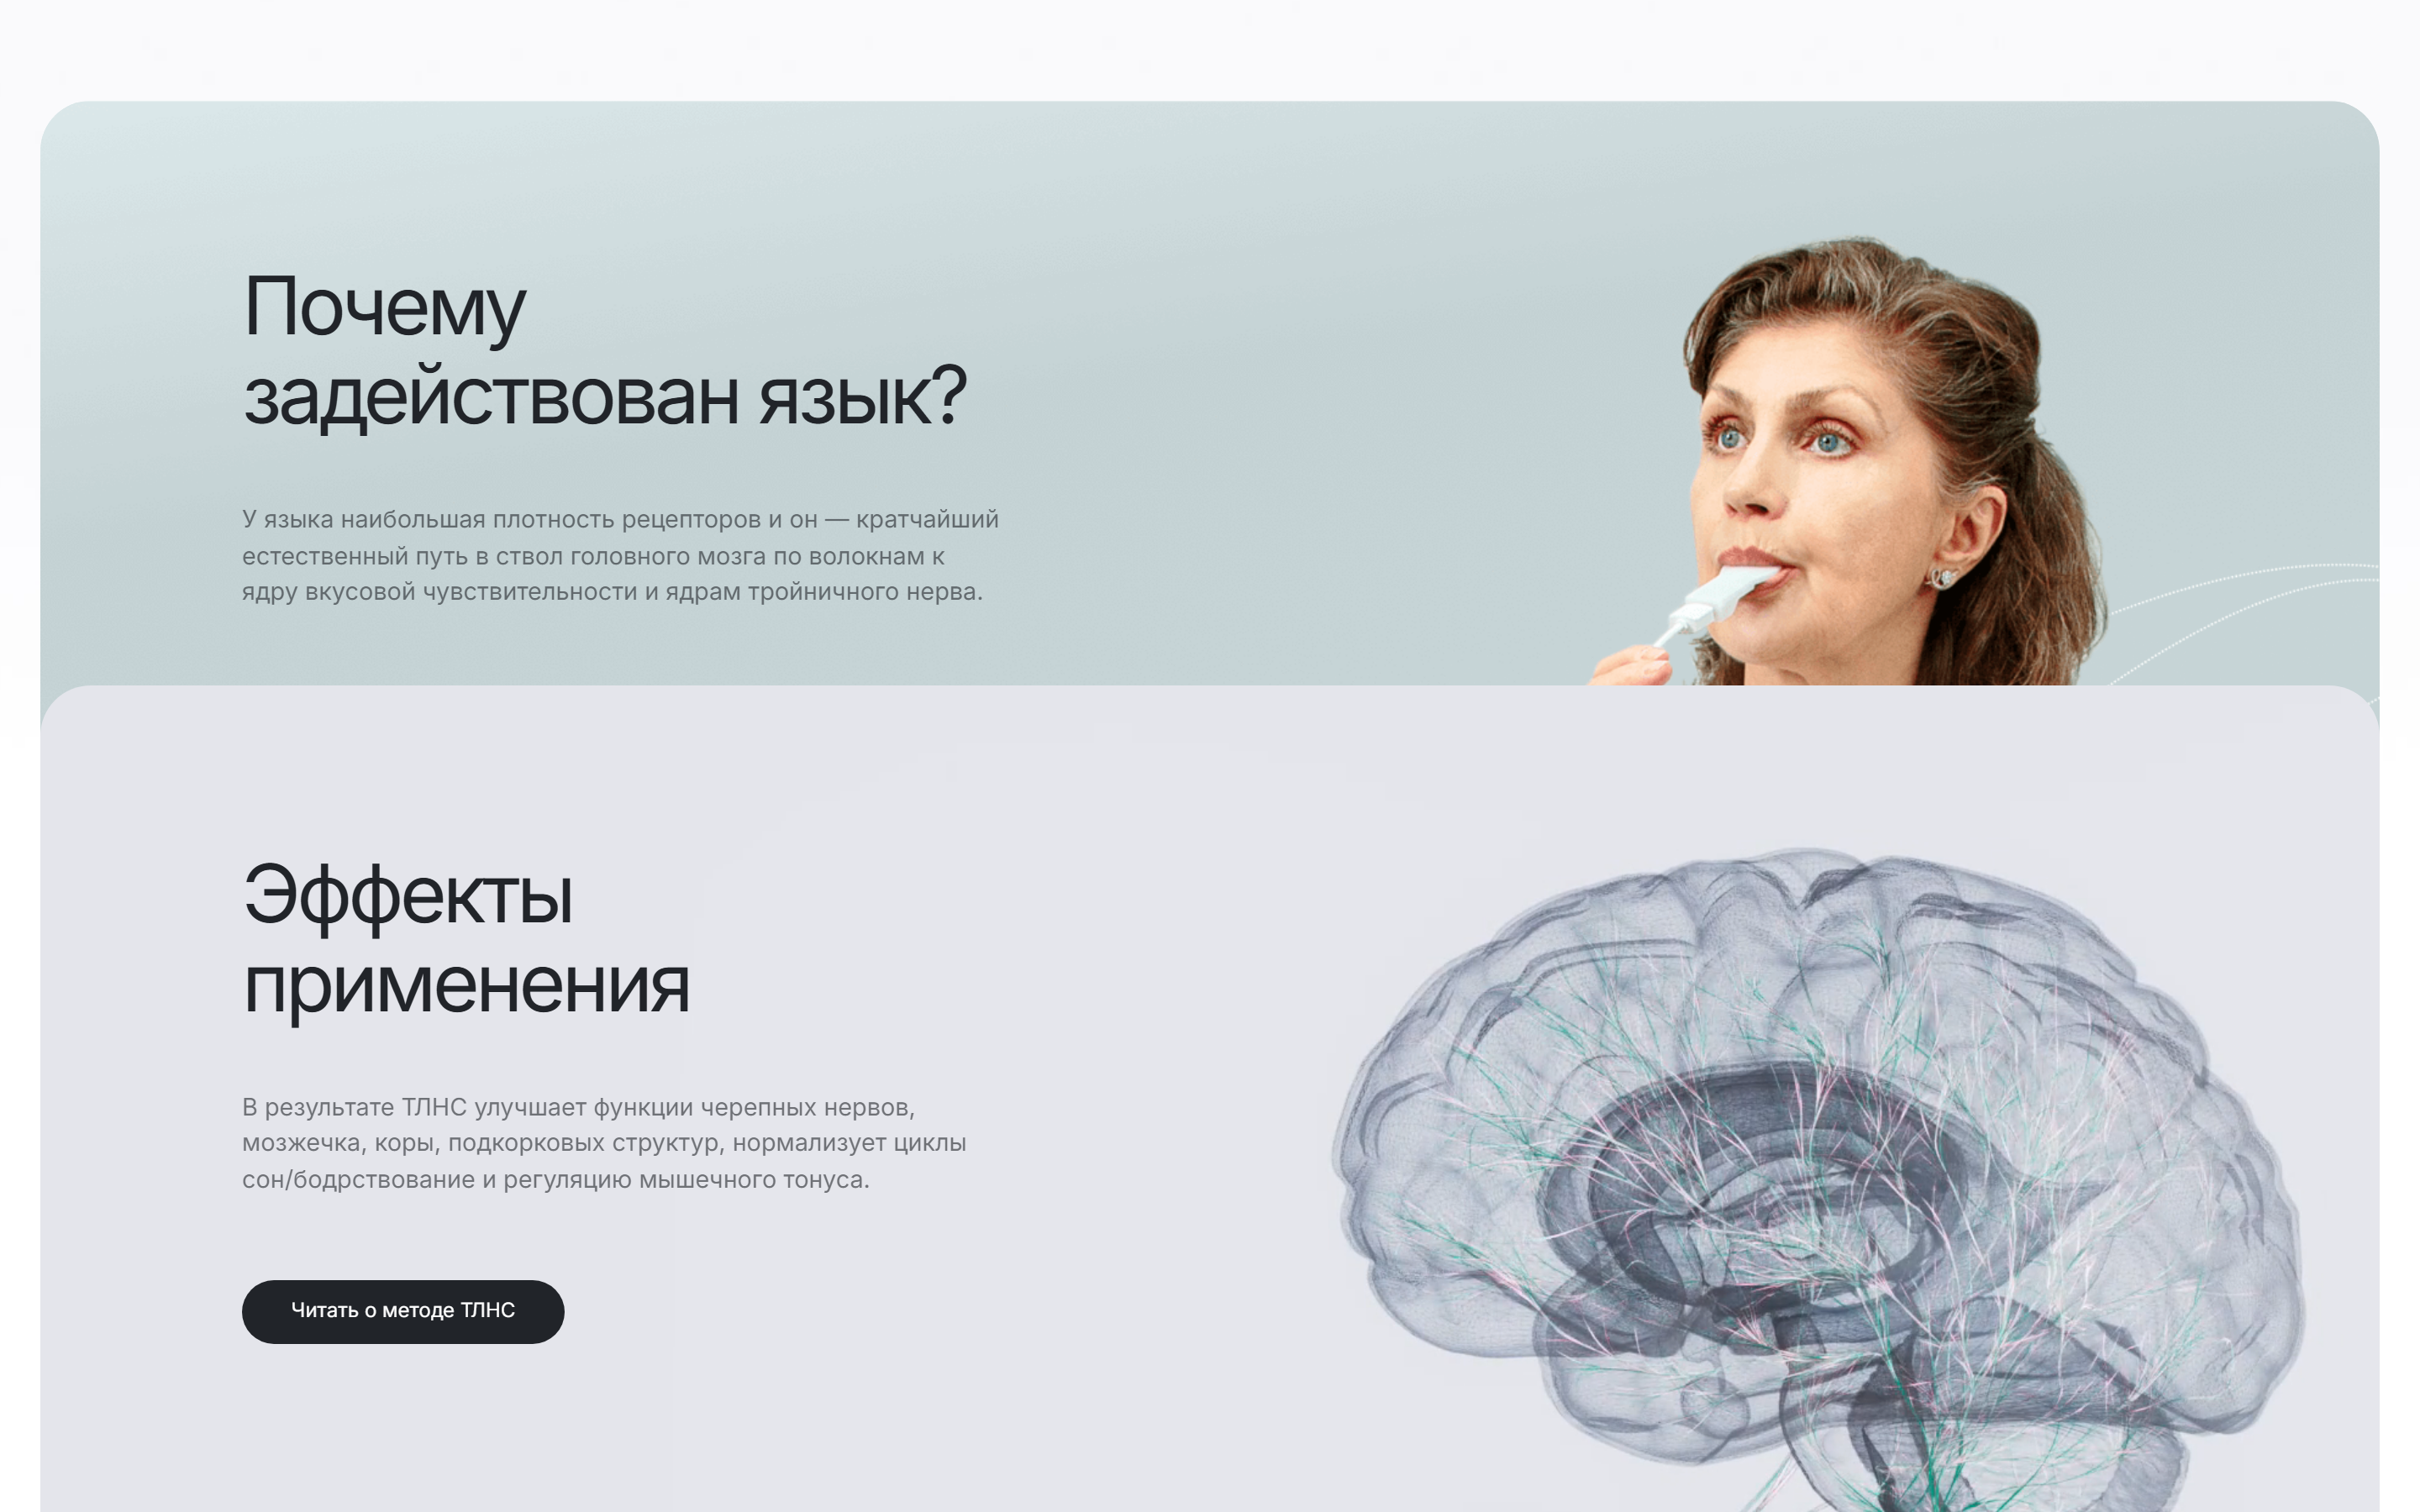 Почему
задействован язык?
У языка наибольшая плотность рецепторов и он — кратчайший
естественный путь в ствол головного мозга по волокнам к
ядру вкусовой чувствительности и ядрам тройничного нерва.
Эффекты
применения
В результате ТЛНС улучшает функции черепных нервов,
мозжечка, коры, подкорковых структур, нормализует циклы
сон/бодрствование и регуляцию мышечного тонуса.
Читать о методе ТЛНС